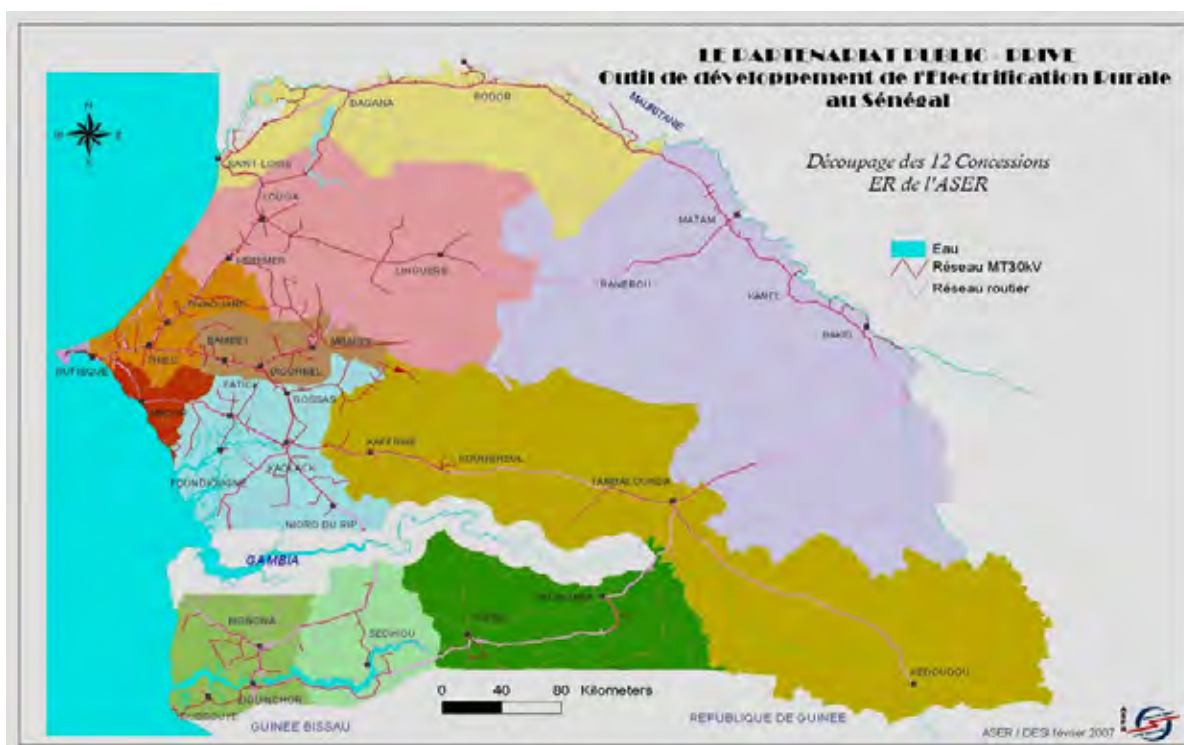 LE PARTENARIAT PUBLIC - PRIVE
Outil de développement de l'Electrification Rurale
au Sénégal
Découpage des 12 Concessions
ER de l'ASER
Eau
Réseau MT30kV
Réseau routier
N
E
S
MAURITANIE
DAGANA
PODOR
SAINT-LOUIS
LOUGA
MATAM
KEBEMER
LINGUERE
RANEROU
KANEL
TIVAOUANE
BAKEL
BAMBEY
MBACKE
THIES
RUFISQUE
DIOURBEL
FATICK
GOSSAS
KAFFRINE
KOUNGHEUL
KAOLACK
TAMBACOUNDA
FOUNDIOUGNE
NIORO DU RIP
GAMBIA
BIGNONA
SEDHIOU
KEDOUGOU
ZIGUINCHOR
OUSSOUYE
0 40 80 Kilometers
GUINEE BISSAU
REPUBLIQUE DE GUINEE
ASER / DESI février 2007